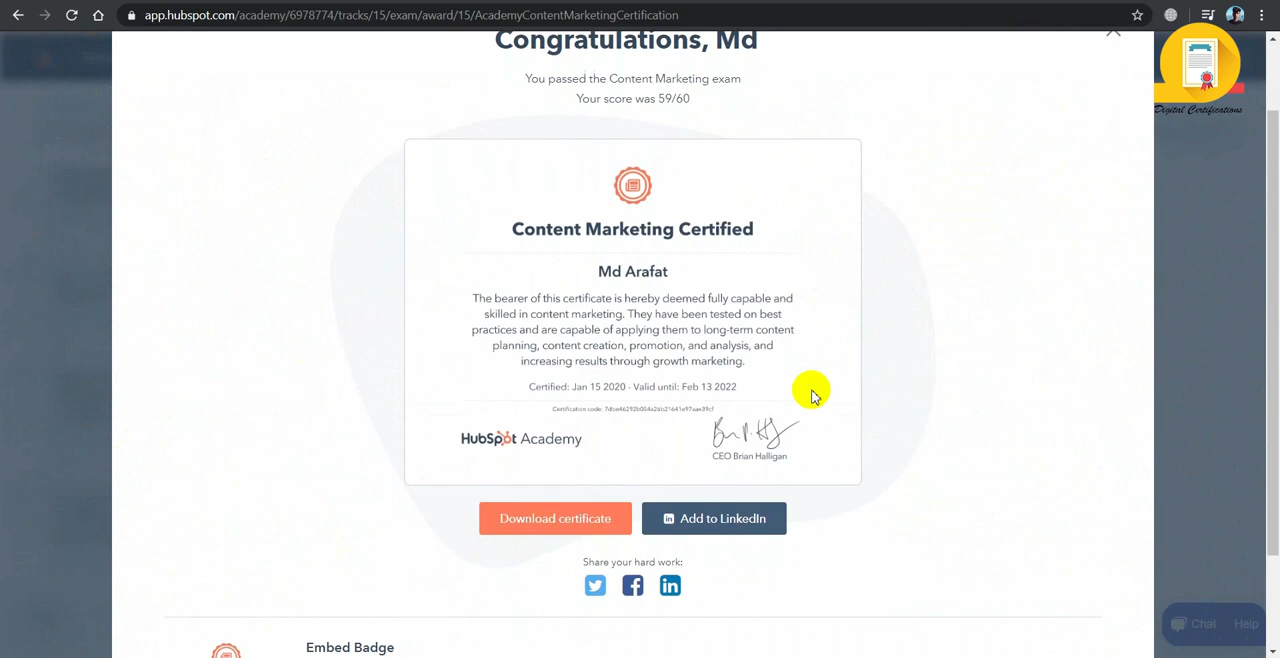 app.hubspot.com/academy/6978774/tracks/15/exam/award/15/AcademyContentMarketingCertification
Congratulations, Md
Digital Certifications
You passed the Content Marketing exam
Your score was 59/60
Content Marketing Certified
Md Arafat
The bearer of this certificate is hereby deemed fully capable and
skilled in content marketing. They have been tested on best
practices and are capable of applying them to long-term content
planning, content creation, promotion, and analysis, and
increasing results through growth marketing.
Certified: Jan 15 2020 - Valid until: Feb 13 2022
Certification code:
HubSpot Academy
CEO Brian Halligan
Download certificate
in Add to LinkedIn
Share your hard work:
in
Chat Help
Embed Badge